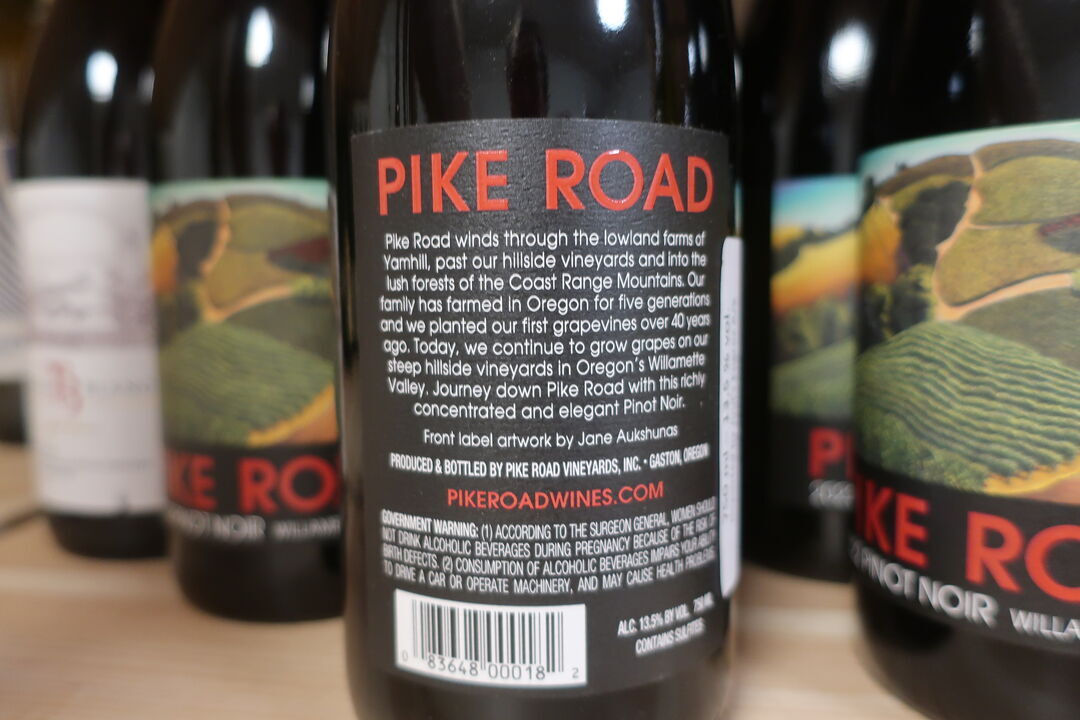 PIKE ROAD
Pike Road winds through the lowland farms of
Yamhill, past our hillside vineyards and into the
lush forests of the Coast Range Mountains. Our
family has farmed in Oregon for five generations
and we planted our first grapevines over 40 years
ago. Today, we continue to grow grapes on our
steep hillside vineyards in Oregon's Willamette
Valley. Journey down Pike Road with this richly
concentrated and elegant Pinot Noir.
Front label artwork by Jane Aukshunas
PRODUCED & BOTTLED BY PIKE ROAD VINEYARDS, INC. • GASTON, OREGON
PIKEROADWINES.COM
GOVERNMENT WARNING: (1) ACCORDING TO THE SURGEON GENERAL, WOMEN SHOULD
NOT DRINK ALCOHOLIC BEVERAGES DURING PREGNANCY BECAUSE OF THE RISK OF
BIRTH DEFECTS. (2) CONSUMPTION OF ALCOHOLIC BEVERAGES IMPAIRS YOUR ABILITY
TO DRIVE A CAR OR OPERATE MACHINERY, AND MAY CAUSE HEALTH PROBLEMS.
ALC. 13.5% BY VOL. 750 ML
CONTAINS SULFITES.
0 83648 00018 2
KE RO
PINOT NOIR WILLAM
PI
KE RO
PINOT NOIR WILLA